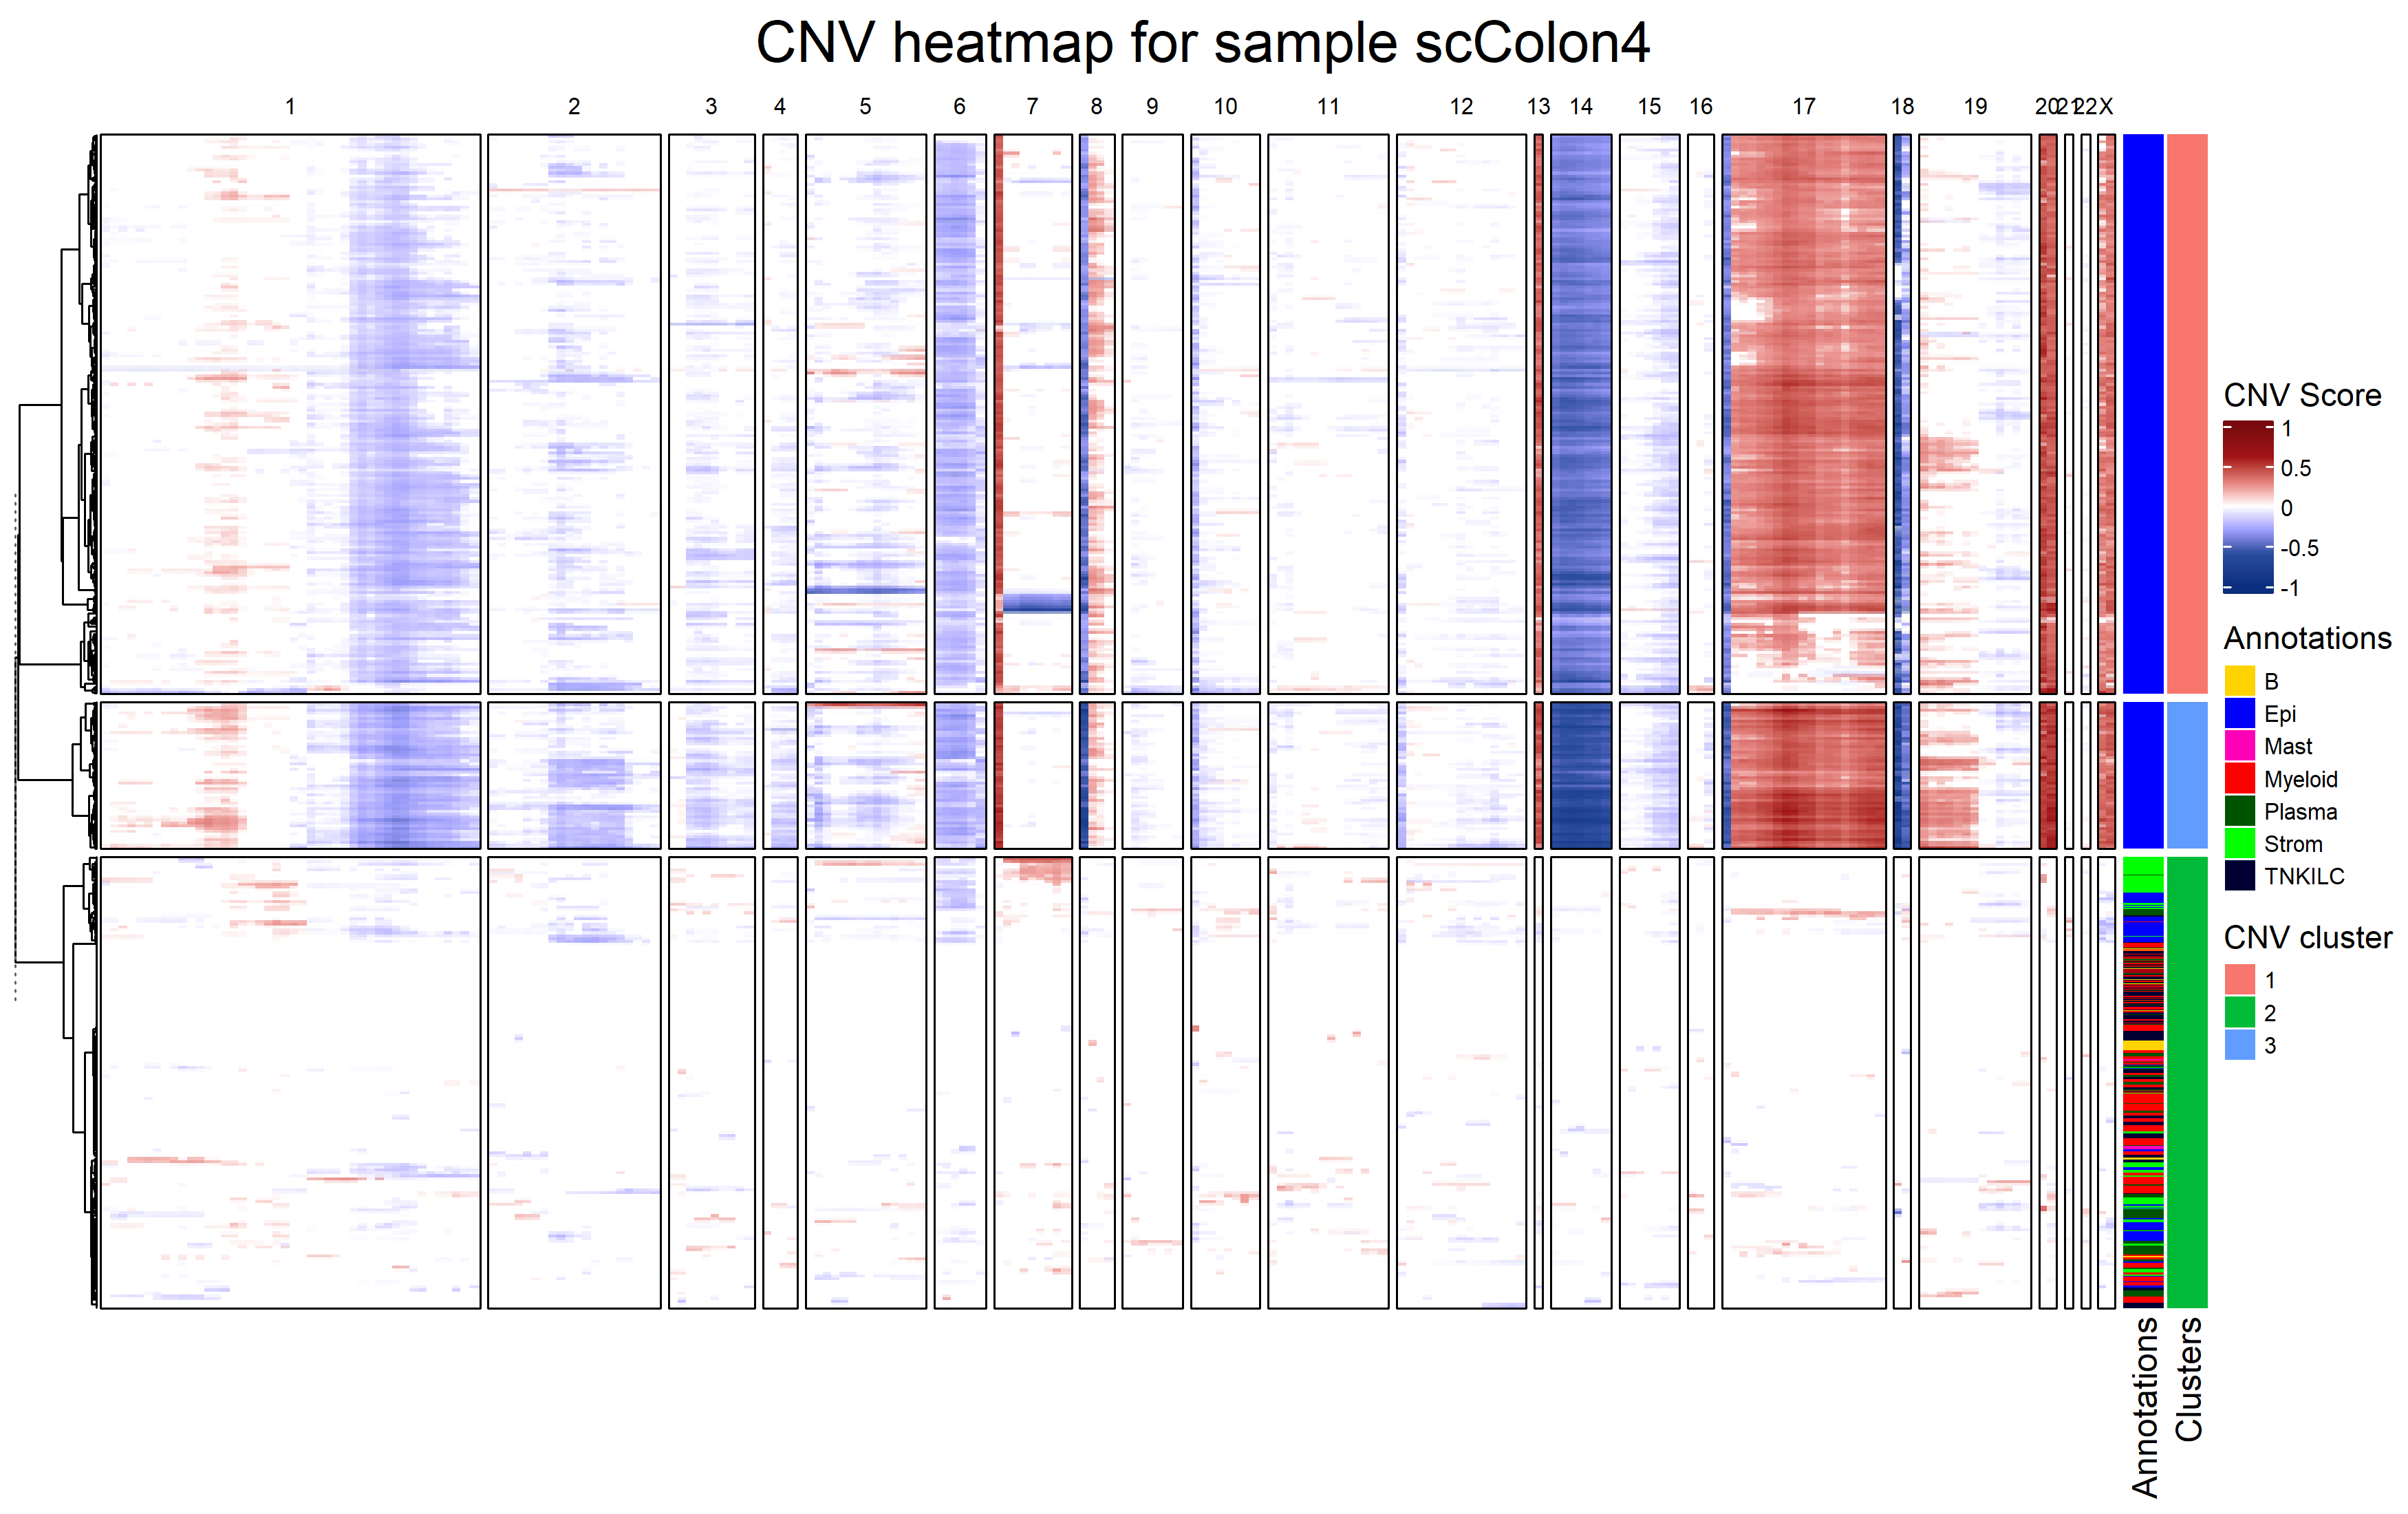 CNV heatmap for sample scColon4
1 2 3 4 5 6 7 8 9 10 11 12 13 14 15 16 17 18 19 20 21 22 X
CNV Score
1
0.5
0
-0.5
-1
Annotations
B
Epi
Mast
Myeloid
Plasma
Strom
TNKILC
CNV cluster
1
2
3
Annotations
Clusters